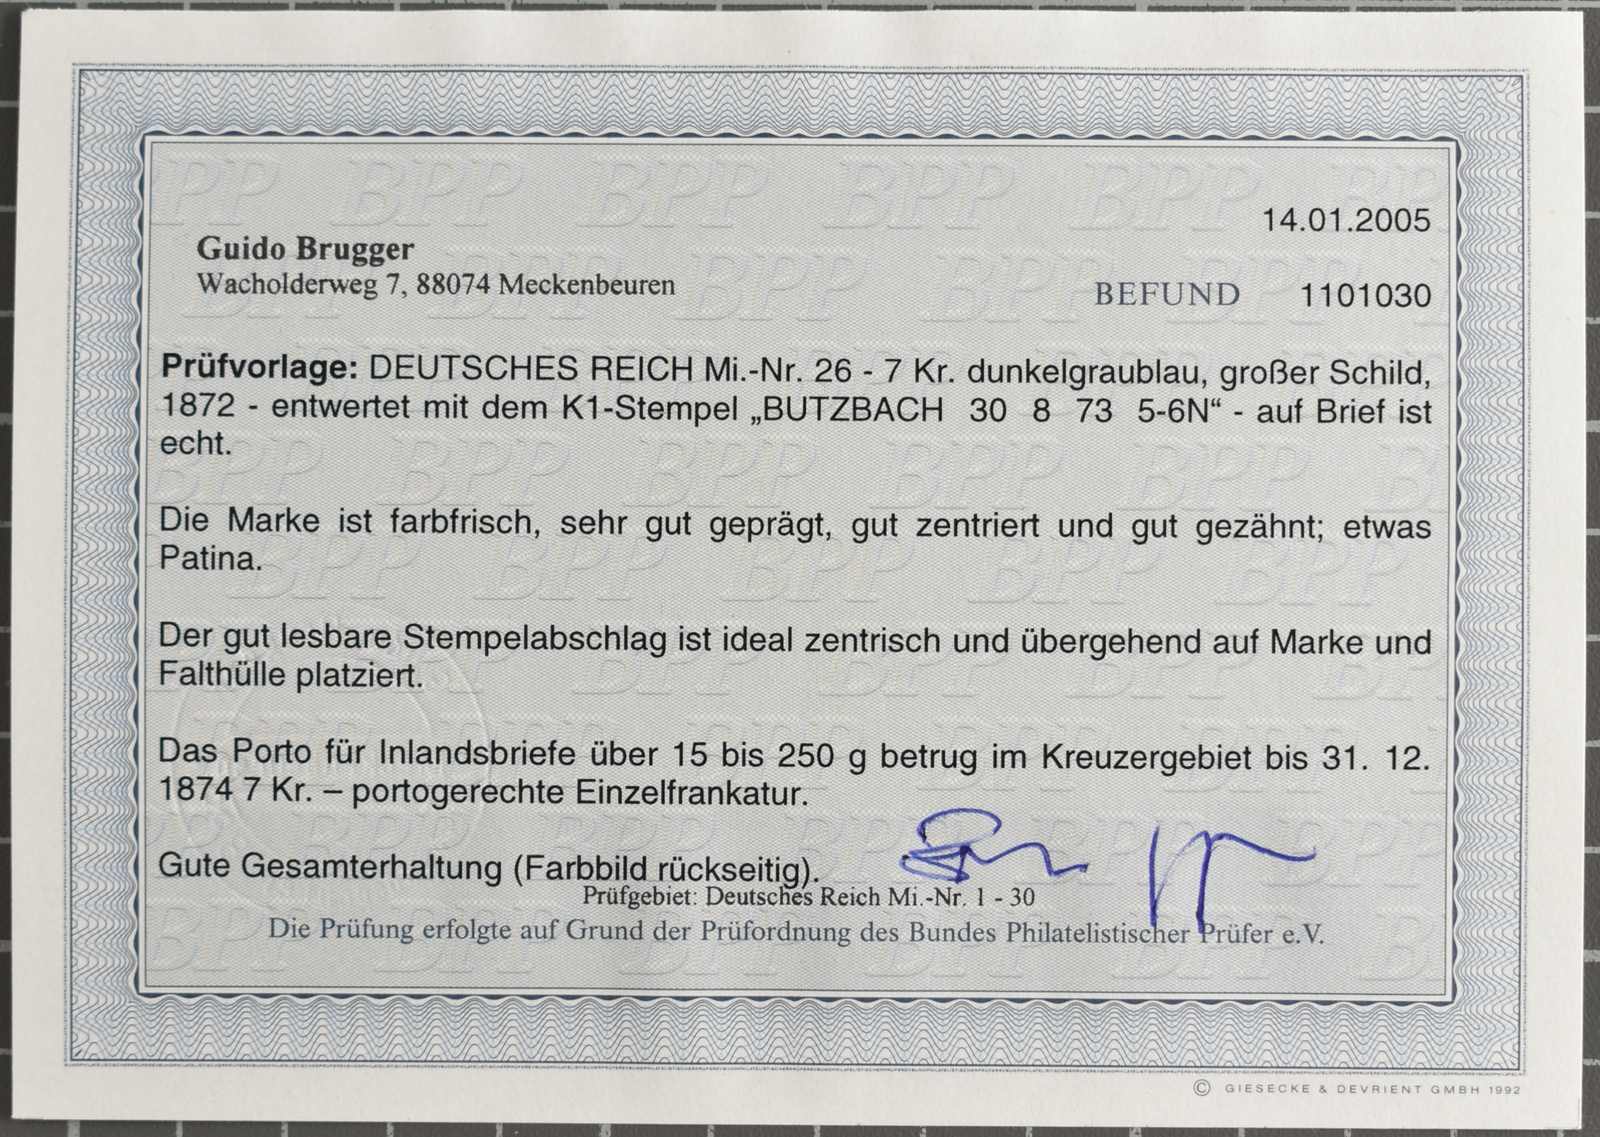 14.01.2005
Guido Brugger
Wacholderweg 7, 88074 Meckenbeuren
BEFUND 1101030
Prüfvorlage: DEUTSCHES REICH Mi.-Nr. 26 - 7 Kr. dunkelgraublau, großer Schild,
1872 - entwertet mit dem K1-Stempel „BUTZBACH 30 8 73 5-6N“ - auf Brief ist
echt.
Die Marke ist farbfrisch, sehr gut geprägt, gut zentriert und gut gezähnt; etwas
Patina.
Der gut lesbare Stempelabschlag ist ideal zentrisch und übergehend auf Marke und
Falthülle platziert.
Das Porto für Inlandsbriefe über 15 bis 250 g betrug im Kreuzergebiet bis 31. 12.
1874 7 Kr. – portogerechte Einzelfrankatur.
Gute Gesamterhaltung (Farbbild rückseitig).
Prüfgebiet: Deutsches Reich Mi.-Nr. 1 - 30
Die Prüfung erfolgte auf Grund der Prüfordnung des Bundes Philatelistischer Prüfer e.V.
© GIESECKE & DEVRIENT GMBH 1992